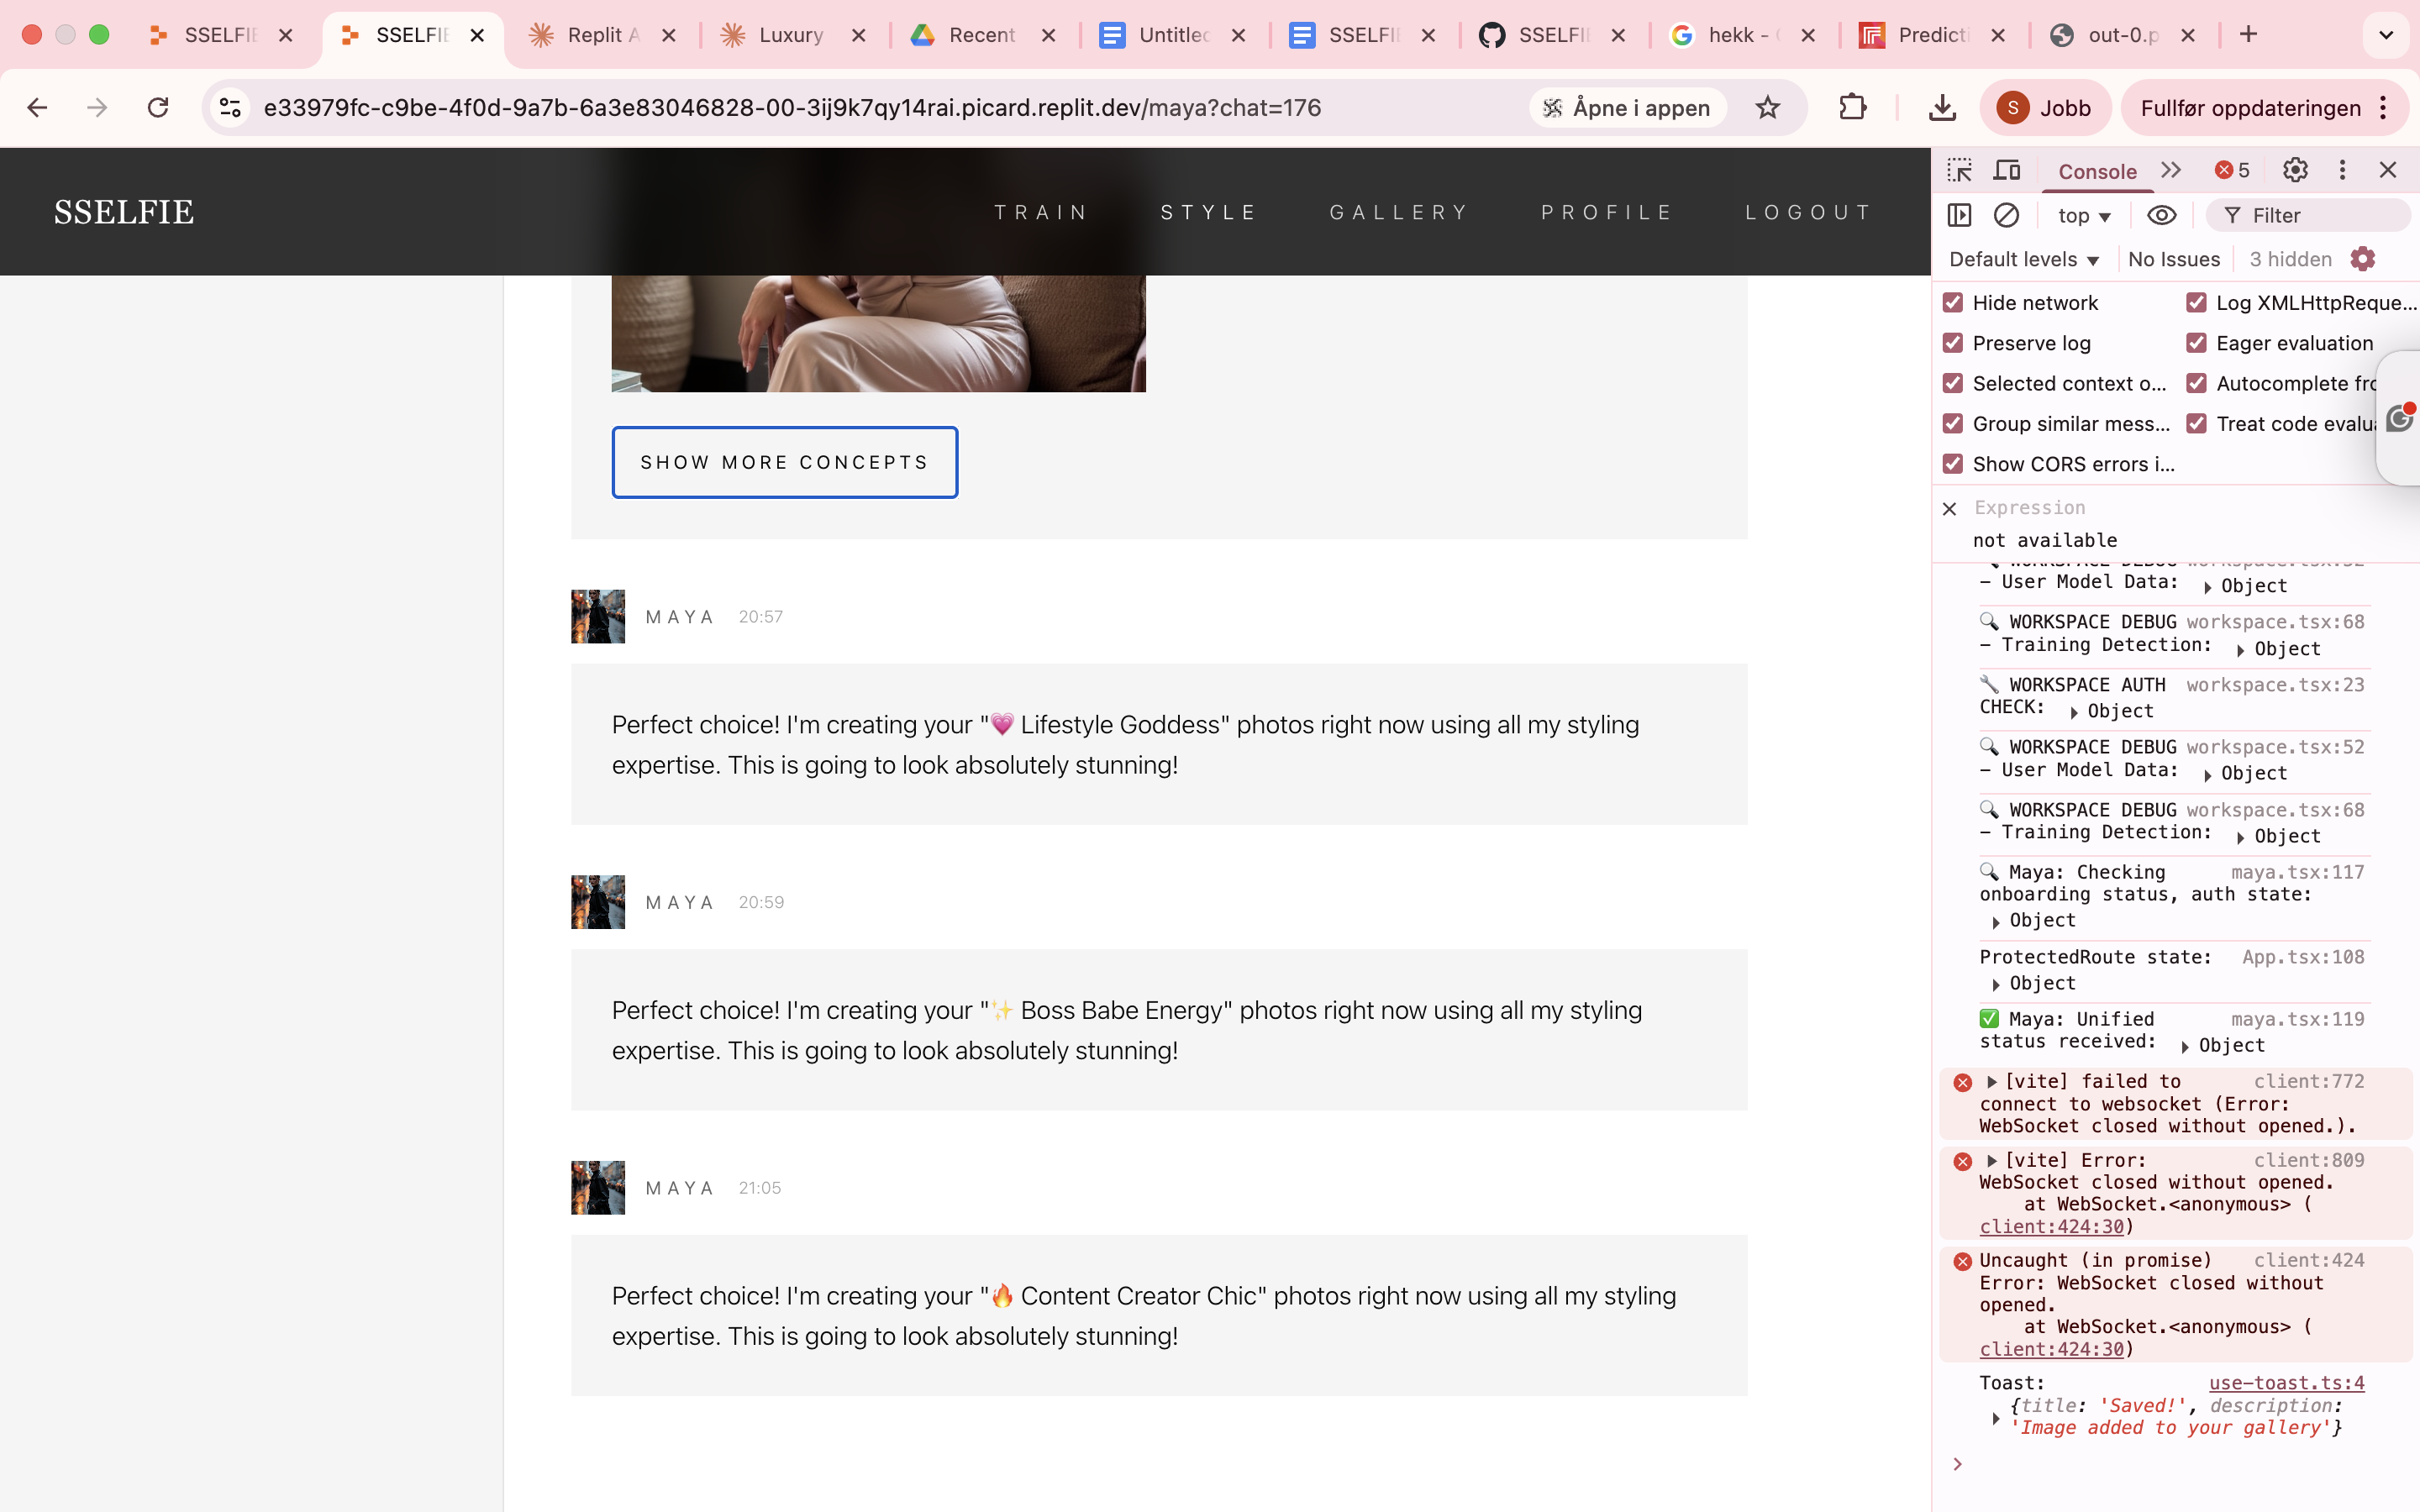 SSELFIE
SSELFIE
Replit A
Luxury
Recent
Untitled
SSELFIE
SSELFIE
hekk - G
Predicti
out-0.p
e33979fc-c9be-4f0d-9a7b-6a3e83046828-00-3ij9k7qy14rai.picard.replit.dev/maya?chat=176
Åpne i appen
S
Jobb
Fullfør oppdateringen
SSELFIE
TRAIN
STYLE
GALLERY
PROFILE
LOGOUT
SHOW MORE CONCEPTS
MAYA 20:57
Perfect choice! I'm creating your "💗 Lifestyle Goddess" photos right now using all my styling
expertise. This is going to look absolutely stunning!
MAYA 20:59
Perfect choice! I'm creating your "✨ Boss Babe Energy" photos right now using all my styling
expertise. This is going to look absolutely stunning!
MAYA 21:05
Perfect choice! I'm creating your "🔥 Content Creator Chic" photos right now using all my styling
expertise. This is going to look absolutely stunning!
Console
5
top
Filter
Default levels
No Issues
3 hidden
Hide network
Log XMLHttpReque...
Preserve log
Eager evaluation
Selected context o...
Autocomplete fro
Group similar mess...
Treat code evalua
Show CORS errors i...
Expression
not available
🔍 WORKSPACE DEBUG workspace.tsx:52
– User Model Data: Object
🔍 WORKSPACE DEBUG workspace.tsx:68
– Training Detection: Object
🔧 WORKSPACE AUTH workspace.tsx:23
CHECK: Object
🔍 WORKSPACE DEBUG workspace.tsx:52
– User Model Data: Object
🔍 WORKSPACE DEBUG workspace.tsx:68
– Training Detection: Object
🔍 Maya: Checking maya.tsx:117
onboarding status, auth state:
Object
ProtectedRoute state: App.tsx:108
Object
✅ Maya: Unified maya.tsx:119
status received: Object
[vite] failed to client:772
connect to websocket (Error:
WebSocket closed without opened.).
[vite] Error: client:809
WebSocket closed without opened.
at WebSocket.<anonymous> (
client:424:30)
Uncaught (in promise) client:424
Error: WebSocket closed without
opened.
at WebSocket.<anonymous> (
client:424:30)
Toast: use-toast.ts:4
{title: 'Saved!', description:
'Image added to your gallery'}